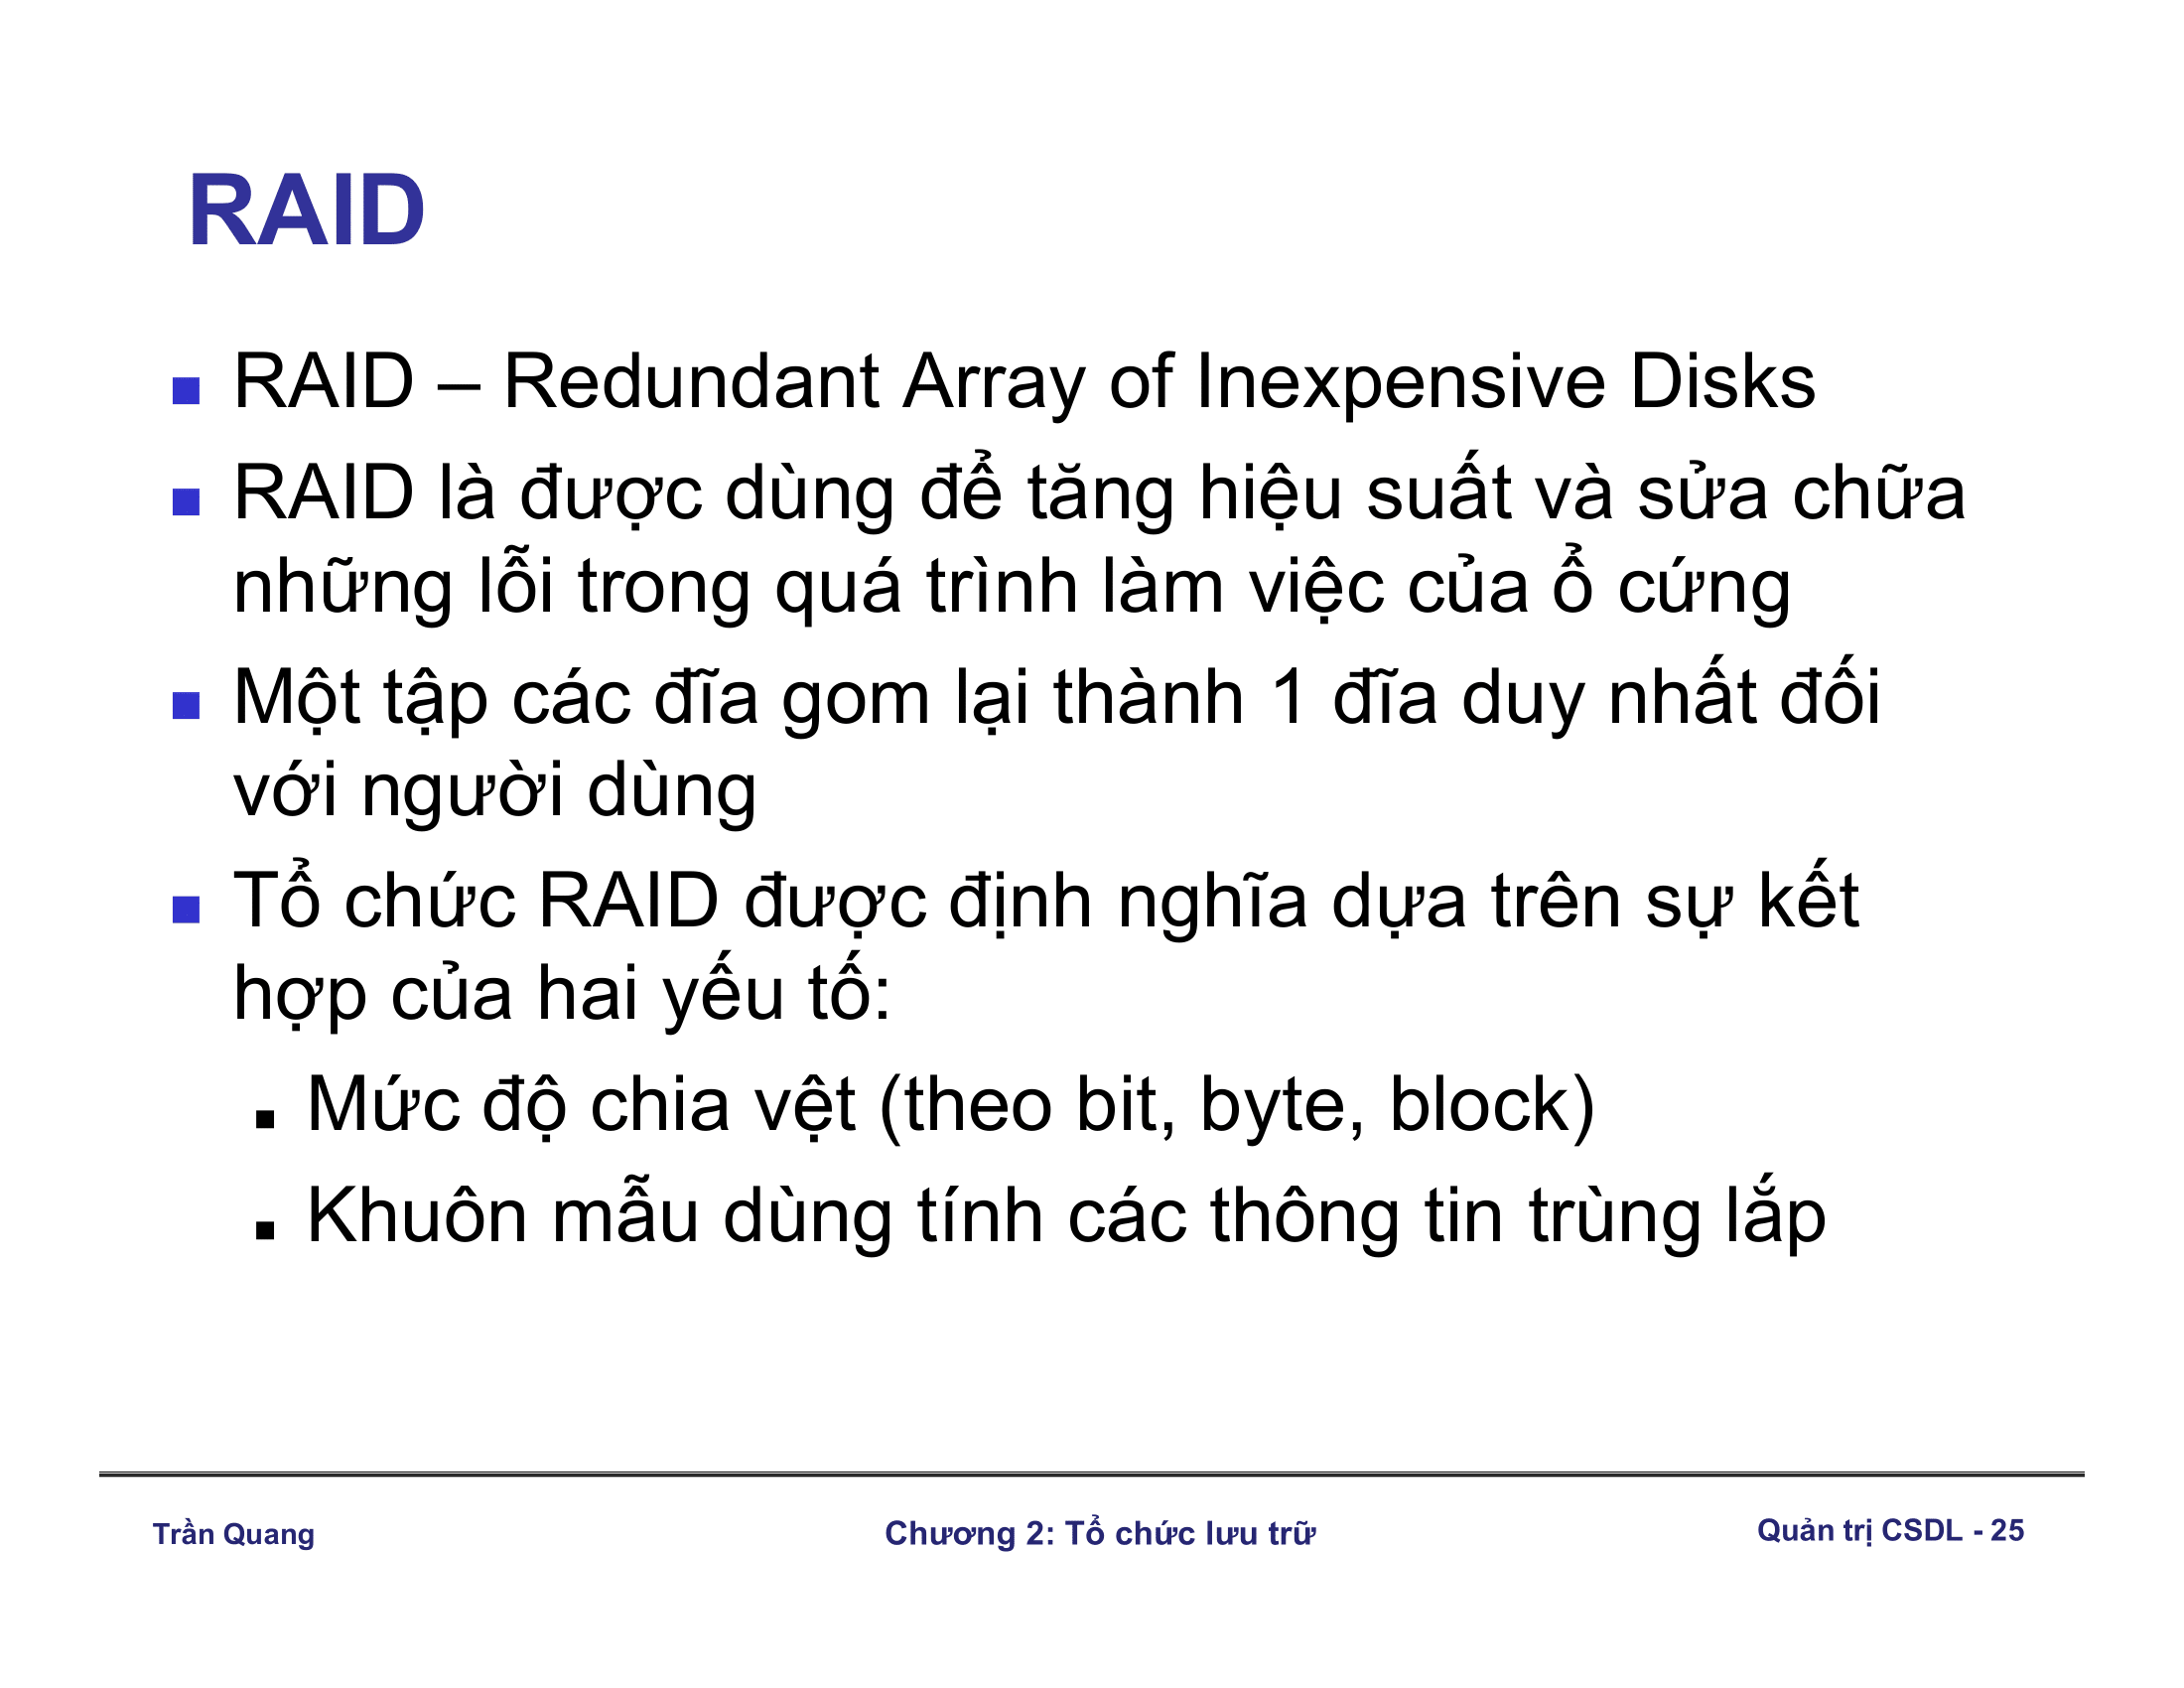 RAID
RAID – Redundant Array of Inexpensive Disks
RAID là được dùng để tăng hiệu suất và sửa chữa
những lỗi trong quá trình làm việc của ổ cứng
Một tập các đĩa gom lại thành 1 đĩa duy nhất đối
với người dùng
Tổ chức RAID được định nghĩa dựa trên sự kết
hợp của hai yếu tố:
Mức độ chia vệt (theo bit, byte, block)
Khuôn mẫu dùng tính các thông tin trùng lắp
Trần Quang
Chương 2: Tổ chức lưu trữ
Quản trị CSDL - 25